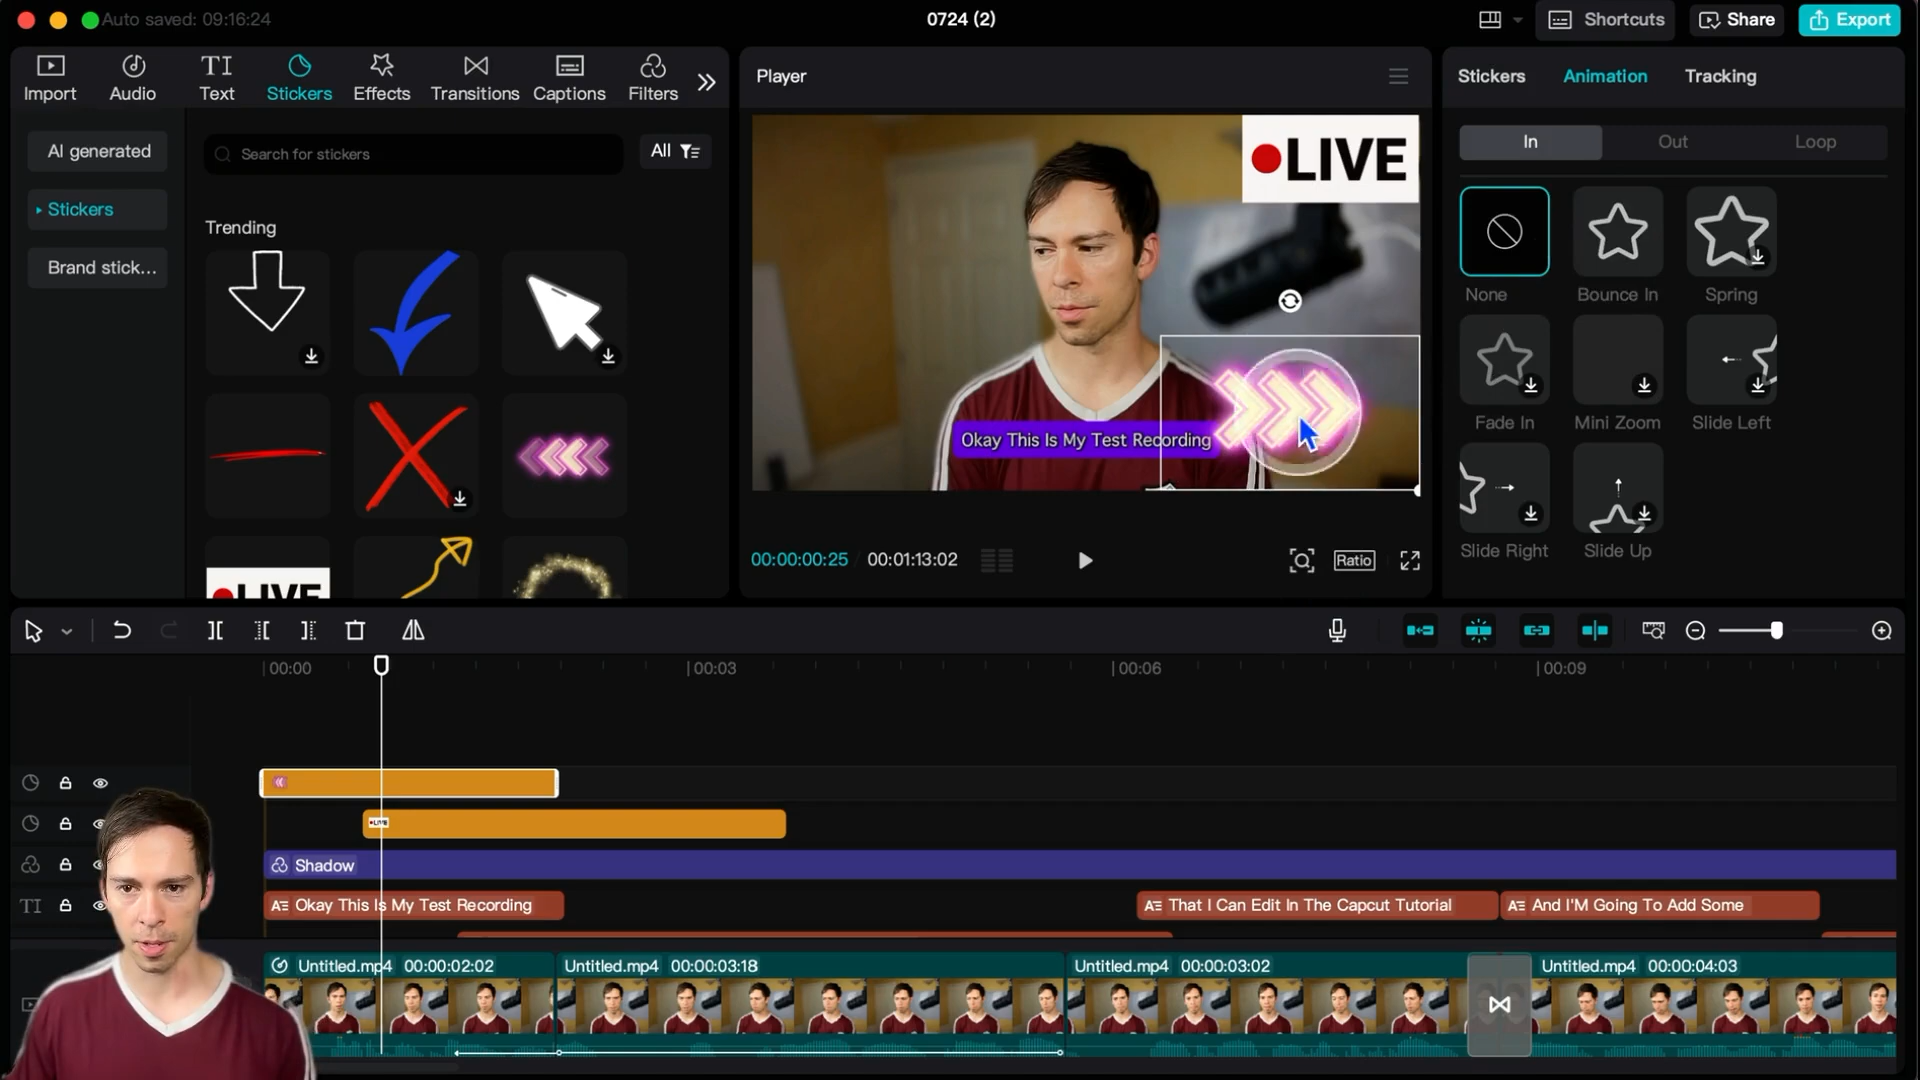 Auto saved: 09:16:24
0724 (2)
Shortcuts
Share
Export
Import
Audio
TI
Text
Stickers
Effects
Transitions
Captions
Filters
AI generated
Stickers
Brand stick...
Search for stickers
All
Trending
LIVE
Player
LIVE
Okay This Is My Test Recording
00:00:00:25
00:01:13:02
Ratio
Stickers
Animation
Tracking
In
Out
Loop
None
Bounce In
Spring
Fade In
Mini Zoom
Slide Left
Slide Right
Slide Up
00:00
00:03
00:06
00:09
LIVE
Shadow
TI
A Okay This Is My Test Recording
A That I Can Edit In The Capcut Tutorial
A And I'M Going To Add Some
Untitled.mp4 00:00:02:02
Untitled.mp4 00:00:03:18
Untitled.mp4 00:00:03:02
Untitled.mp4 00:00:04:03